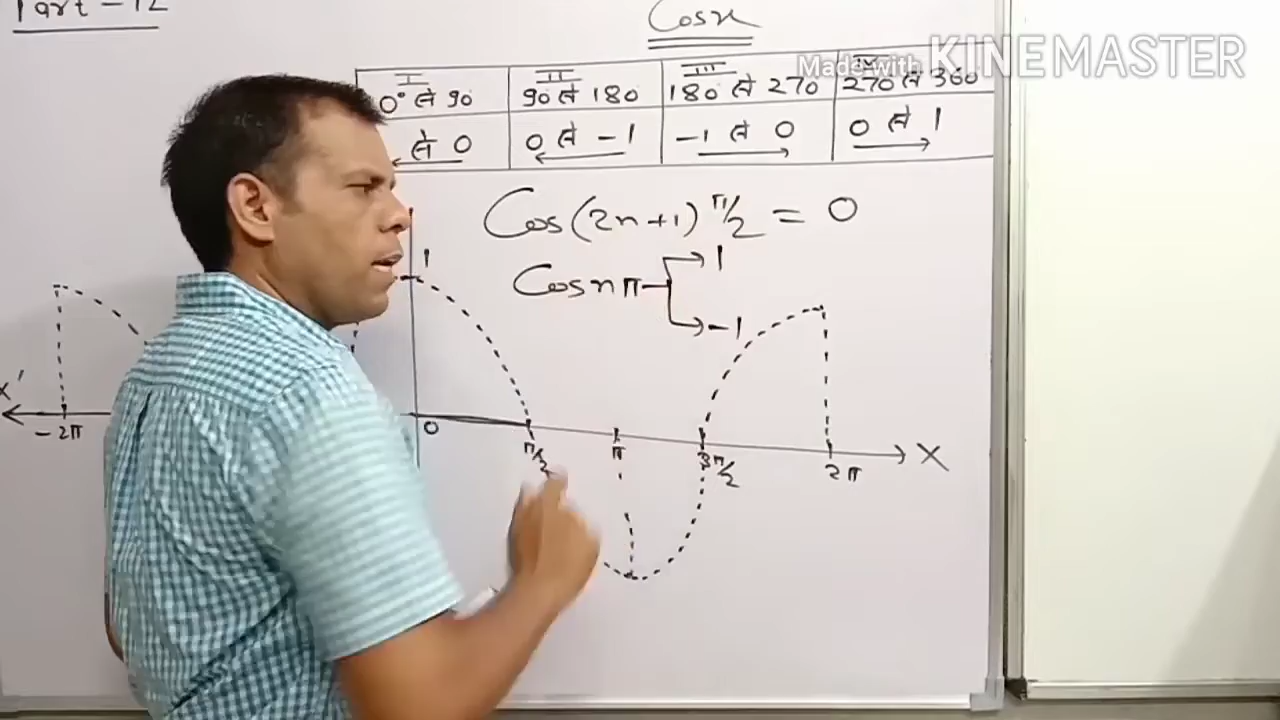 Part - 12
Cosx
Made with KINEMASTER
I II III IV
0° से 90 90 से 180 180 से 270 270 से 360
से 0 0 से -1 -1 से 0 0 से 1
Cos(2n+1)π/2 = 0
Cosnπ 1
-1
1
X'
-2π 0 π/2 π 3π/2 2π X